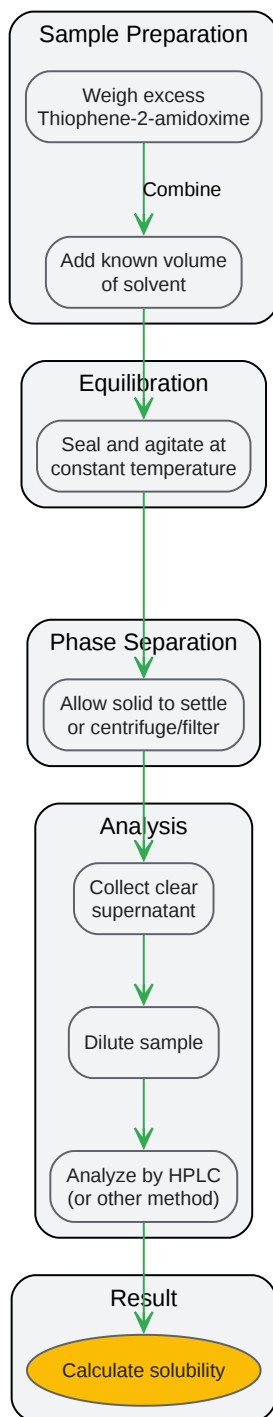 Sample Preparation
Weigh excess
Thiophene-2-amidoxime
Combine
Add known volume
of solvent
Equilibration
Seal and agitate at
constant temperature
Phase Separation
Allow solid to settle
or centrifuge/filter
Analysis
Collect clear
supernatant
Dilute sample
Analyze by HPLC
(or other method)
Result
Calculate solubility